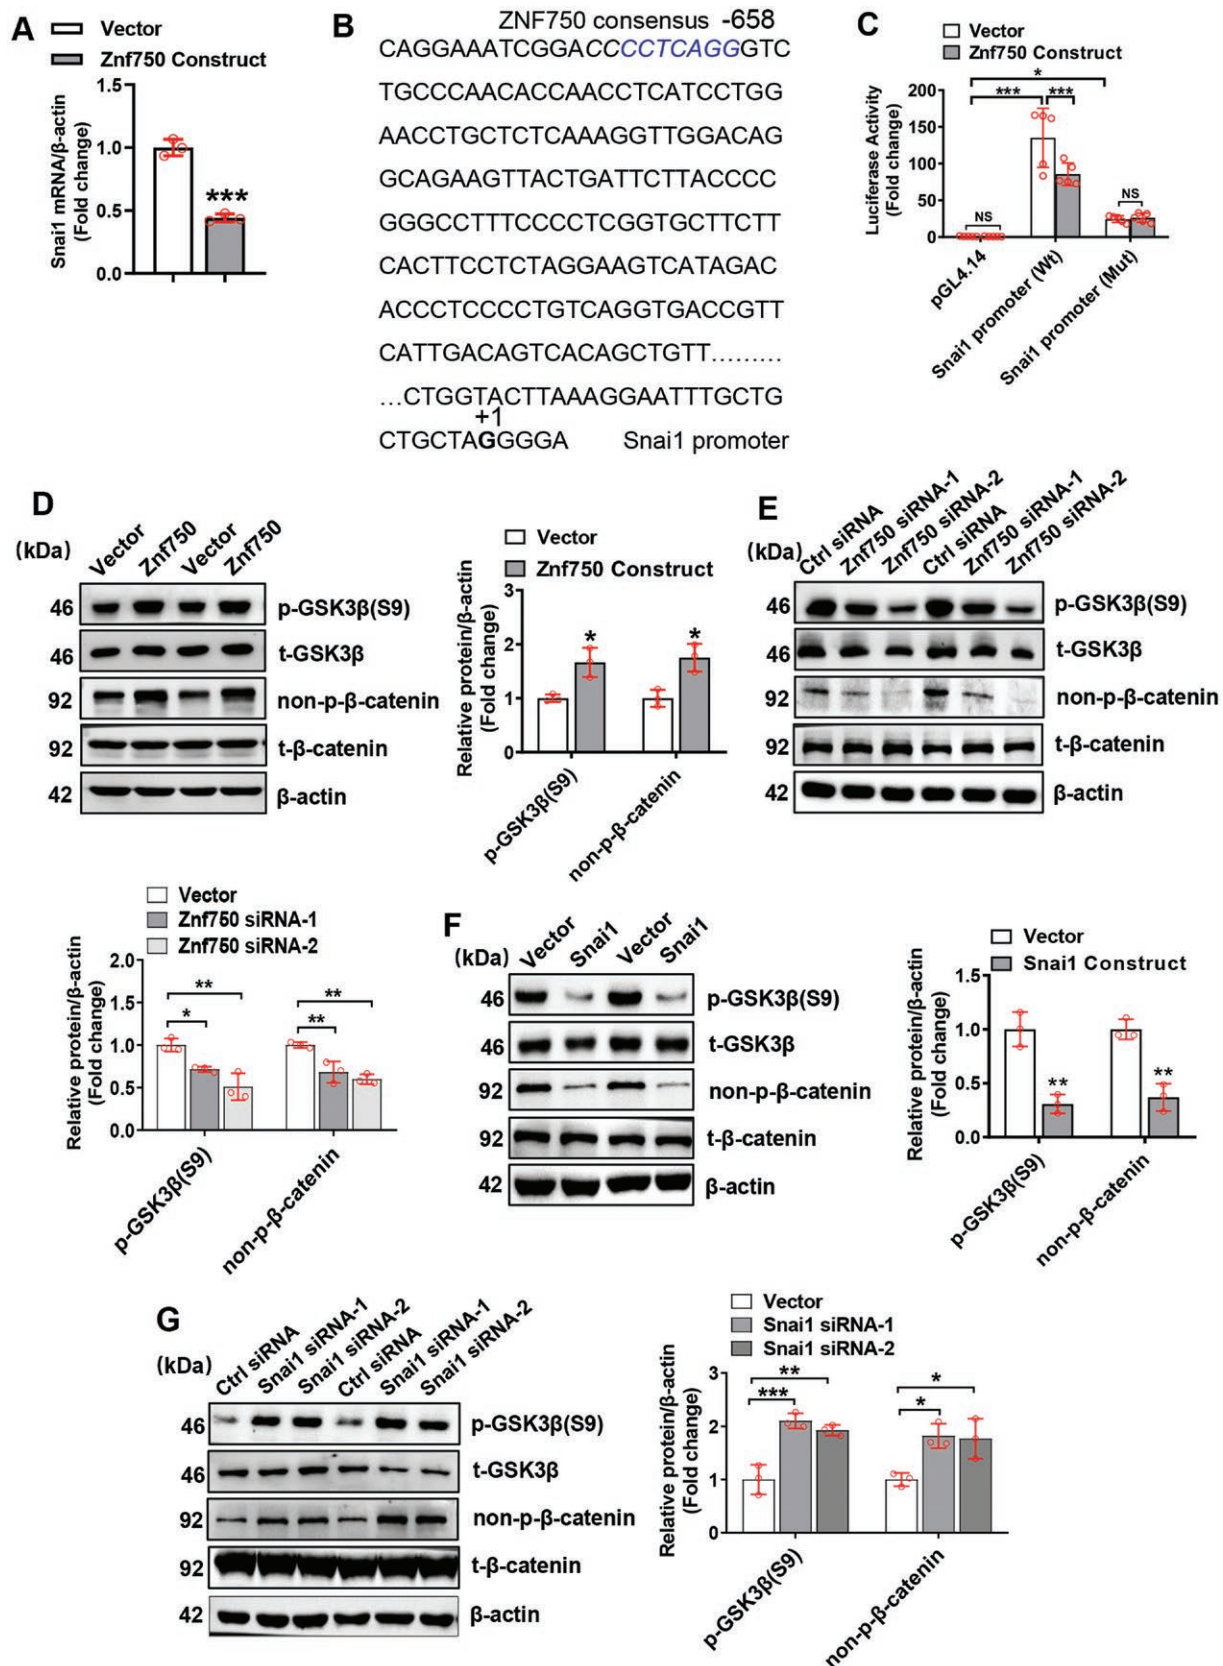 A
Vector
Znf750 Construct
Snai1 mRNA/β-actin
(Fold change)
1.5
1.0
0.5
0.0
***
B
ZNF750 consensus -658
CAGGAAATCGGACCCCTCAGGGTC
TGCCCAACACCAACCTCATCCTGG
AACCTGCTCTCAAAGGTTGGACAG
GCAGAAGTTACTGATTCTTACCCC
GGGCCTTTCCCCTCGGTGCTTCTT
CACTTCCTCTAGGAAGTCATAGAC
ACCCTCCCCTGTCAGGTGACCGTT
CATTGACAGTCACAGCTGTT.........
...CTGGTACTTAAAGGAATTTGCTG
+1
CTGCTAGGGGA Snai1 promoter
C
Vector
Znf750 Construct
Luciferase Activity
(Fold change)
200
150
100
50
0
*
*** ***
NS
NS
pGL4.14
Snai1 promoter (Wt)
Snai1 promoter (Mut)
D
(kDa)
Vector Znf750 Vector Znf750
46 p-GSK3β(S9)
46 t-GSK3β
92 non-p-β-catenin
92 t-β-catenin
42 β-actin
Vector
Znf750 Construct
Relative protein/β-actin
(Fold change)
3
2
1
0
* *
p-GSK3β(S9)
non-p-β-catenin
E
(kDa)
Ctrl siRNA Znf750 siRNA-1 Znf750 siRNA-2 Ctrl siRNA Znf750 siRNA-1 Znf750 siRNA-2
46 p-GSK3β(S9)
46 t-GSK3β
92 non-p-β-catenin
92 t-β-catenin
42 β-actin
Vector
Znf750 siRNA-1
Znf750 siRNA-2
Relative protein/β-actin
(Fold change)
2.0
1.5
1.0
0.5
0.0
**
*
**
**
p-GSK3β(S9)
non-p-β-catenin
F
(kDa)
Vector Snai1 Vector Snai1
46 p-GSK3β(S9)
46 t-GSK3β
92 non-p-β-catenin
92 t-β-catenin
42 β-actin
Vector
Snai1 Construct
Relative protein/β-actin
(Fold change)
1.5
1.0
0.5
0.0
** **
p-GSK3β(S9)
non-p-β-catenin
G
(kDa)
Ctrl siRNA Snai1 siRNA-1 Snai1 siRNA-2 Ctrl siRNA Snai1 siRNA-1 Snai1 siRNA-2
46 p-GSK3β(S9)
46 t-GSK3β
92 non-p-β-catenin
92 t-β-catenin
42 β-actin
Vector
Snai1 siRNA-1
Snai1 siRNA-2
Relative protein/β-actin
(Fold change)
3
2
1
0
**
***
*
*
p-GSK3β(S9)
non-p-β-catenin